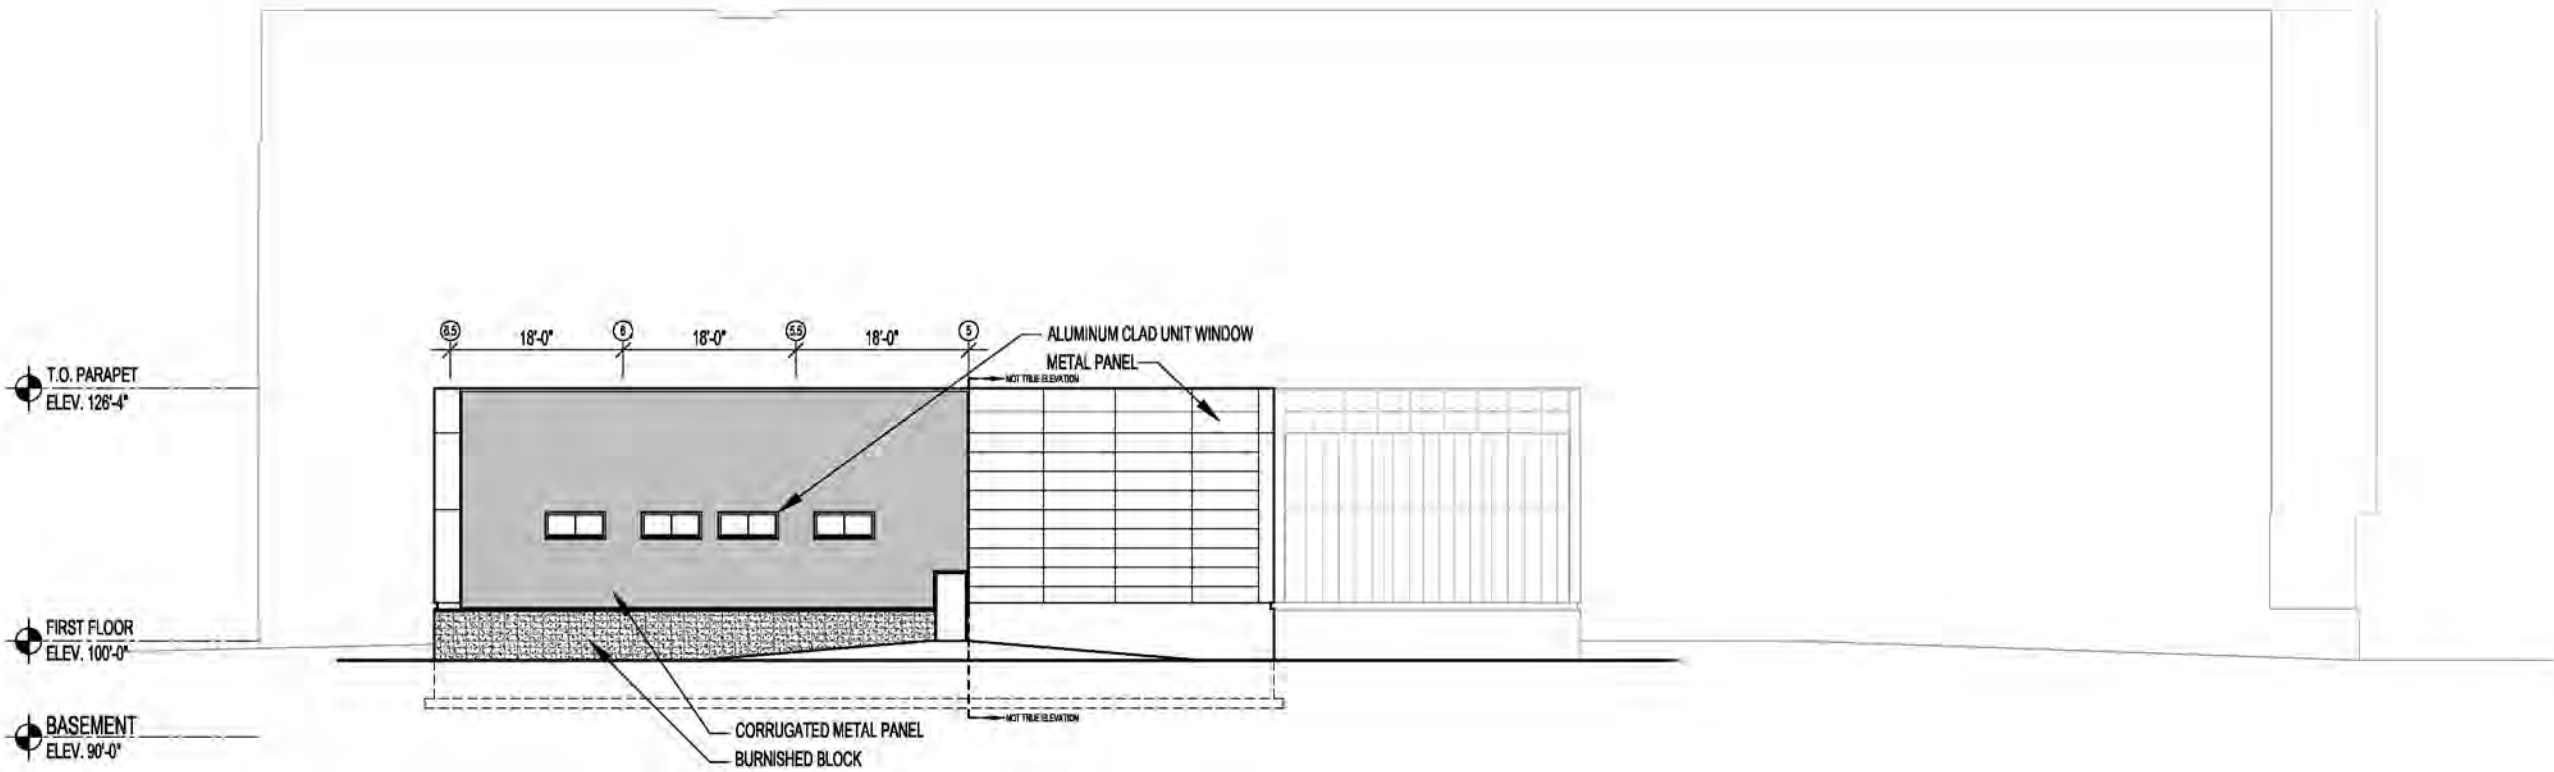 6.5 18'-0" 6 18'-0" 5.5 18'-0" 5
ALUMINUM CLAD UNIT WINDOW
METAL PANEL
NOT TRUE ELEVATION
T.O. PARAPET
ELEV. 126'-4"
FIRST FLOOR
ELEV. 100'-0"
NOT TRUE ELEVATION
BASEMENT
ELEV. 90'-0"
CORRUGATED METAL PANEL
BURNISHED BLOCK